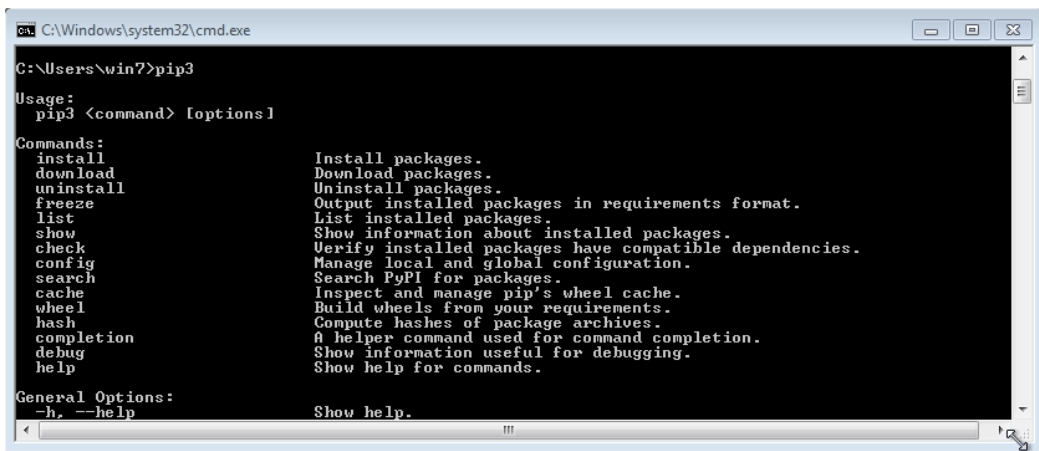 C:\Windows\system32\cmd.exe
C:\Users\win7>pip3
Usage:
  pip3 <command> [options]
Commands:
  install                     Install packages.
  download                    Download packages.
  uninstall                   Uninstall packages.
  freeze                      Output installed packages in requirements format.
  list                        List installed packages.
  show                        Show information about installed packages.
  check                       Verify installed packages have compatible dependencies.
  config                      Manage local and global configuration.
  search                      Search PyPI for packages.
  cache                       Inspect and manage pip's wheel cache.
  wheel                       Build wheels from your requirements.
  hash                        Compute hashes of package archives.
  completion                  A helper command used for command completion.
  debug                       Show information useful for debugging.
  help                        Show help for commands.
General Options:
  -h, --help                  Show help.